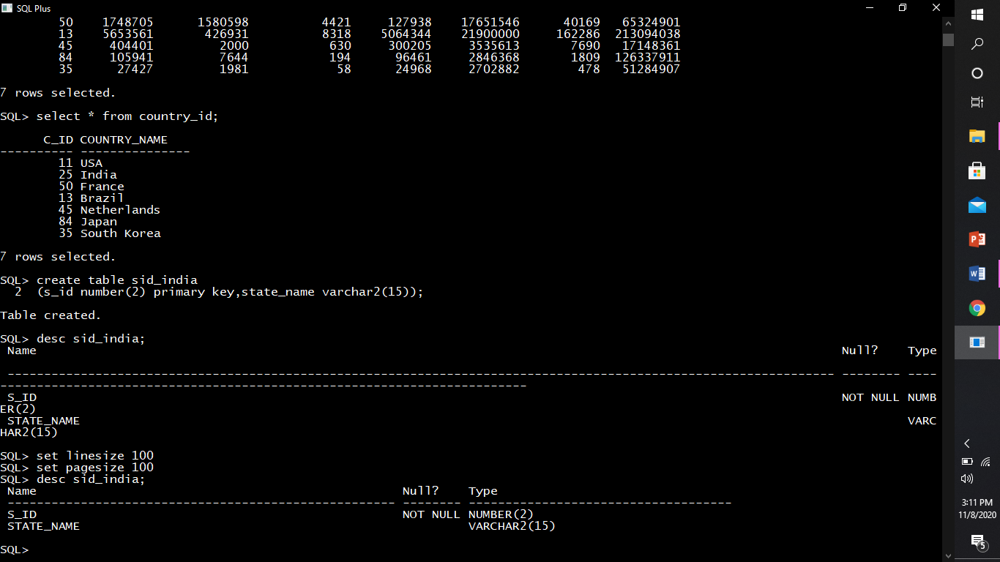 SQL Plus
50 1748705 1580598 4421 127938 17651546 40169 65324901
13 5653561 426931 8318 5064344 21900000 162286 213094038
45 404401 2000 630 300205 3535613 7690 17148361
84 105941 7644 194 96461 2846368 1809 126337911
35 27427 1981 58 24968 2702882 478 51284907
7 rows selected.
SQL> select * from country_id;
C_ID COUNTRY_NAME
---------- ---------------
11 USA
25 India
50 France
13 Brazil
45 Netherlands
84 Japan
35 South Korea
7 rows selected.
SQL> create table sid_india
2 (s_id number(2) primary key,state_name varchar2(15));
Table created.
SQL> desc sid_india;
Name Null? Type
----------------------------------------------------------------------------------------------------------------- -------- ----
------------------------------------------------------------------------
S_ID NOT NULL NUMB
ER(2)
STATE_NAME VARC
HAR2(15)
SQL> set linesize 100
SQL> set pagesize 100
SQL> desc sid_india;
Name Null? Type
----------------------------------------------------- -------- ------------------------------------
S_ID NOT NULL NUMBER(2)
STATE_NAME VARCHAR2(15)
SQL>
3:11 PM
11/8/2020
5